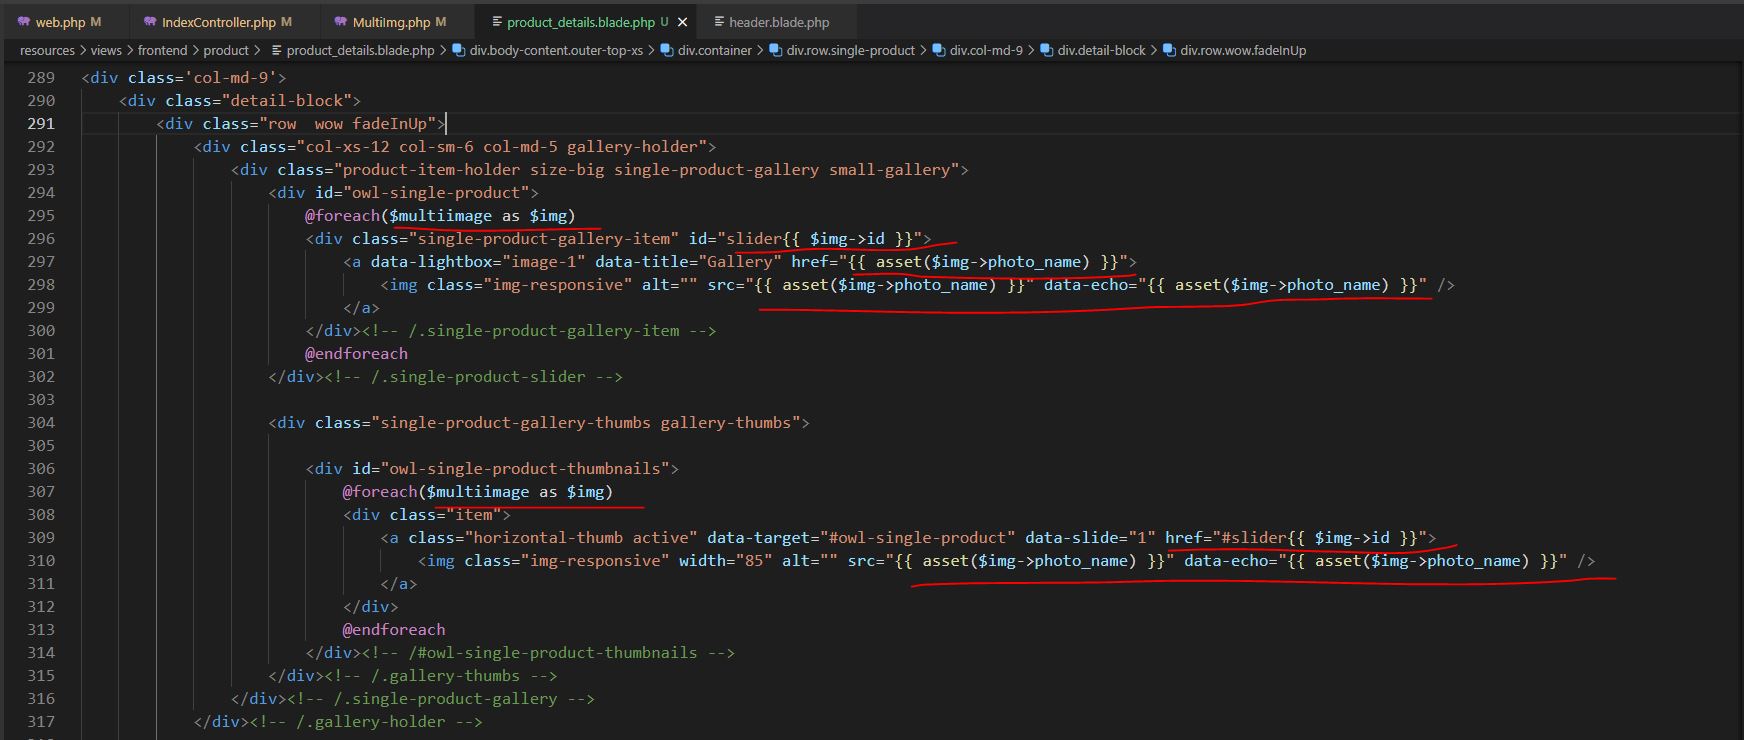 web.php M IndexController.php M MultiImg.php M product_details.blade.php U × header.blade.php
resources > views > frontend > product > product_details.blade.php > div.body-content.outer-top-xs > div.container > div.row.single-product > div.col-md-9 > div.detail-block > div.row.wow.fadeInUp
289 <div class='col-md-9'>
290 <div class="detail-block">
291 <div class="row  wow fadeInUp">
292 <div class="col-xs-12 col-sm-6 col-md-5 gallery-holder">
293 <div class="product-item-holder size-big single-product-gallery small-gallery">
294 <div id="owl-single-product">
295 @foreach($multiimage as $img)
296 <div class="single-product-gallery-item" id="slider{{ $img->id }}">
297 <a data-lightbox="image-1" data-title="Gallery" href="{{ asset($img->photo_name) }}">
298 <img class="img-responsive" alt="" src="{{ asset($img->photo_name) }}" data-echo="{{ asset($img->photo_name) }}" />
299 </a>
300 </div><!-- /.single-product-gallery-item -->
301 @endforeach
302 </div><!-- /.single-product-slider -->
303
304 <div class="single-product-gallery-thumbs gallery-thumbs">
305
306 <div id="owl-single-product-thumbnails">
307 @foreach($multiimage as $img)
308 <div class="item">
309 <a class="horizontal-thumb active" data-target="#owl-single-product" data-slide="1" href="#slider{{ $img->id }}">
310 <img class="img-responsive" width="85" alt="" src="{{ asset($img->photo_name) }}" data-echo="{{ asset($img->photo_name) }}" />
311 </a>
312 </div>
313 @endforeach
314 </div><!-- /#owl-single-product-thumbnails -->
315 </div><!-- /.gallery-thumbs -->
316 </div><!-- /.single-product-gallery -->
317 </div><!-- /.gallery-holder -->